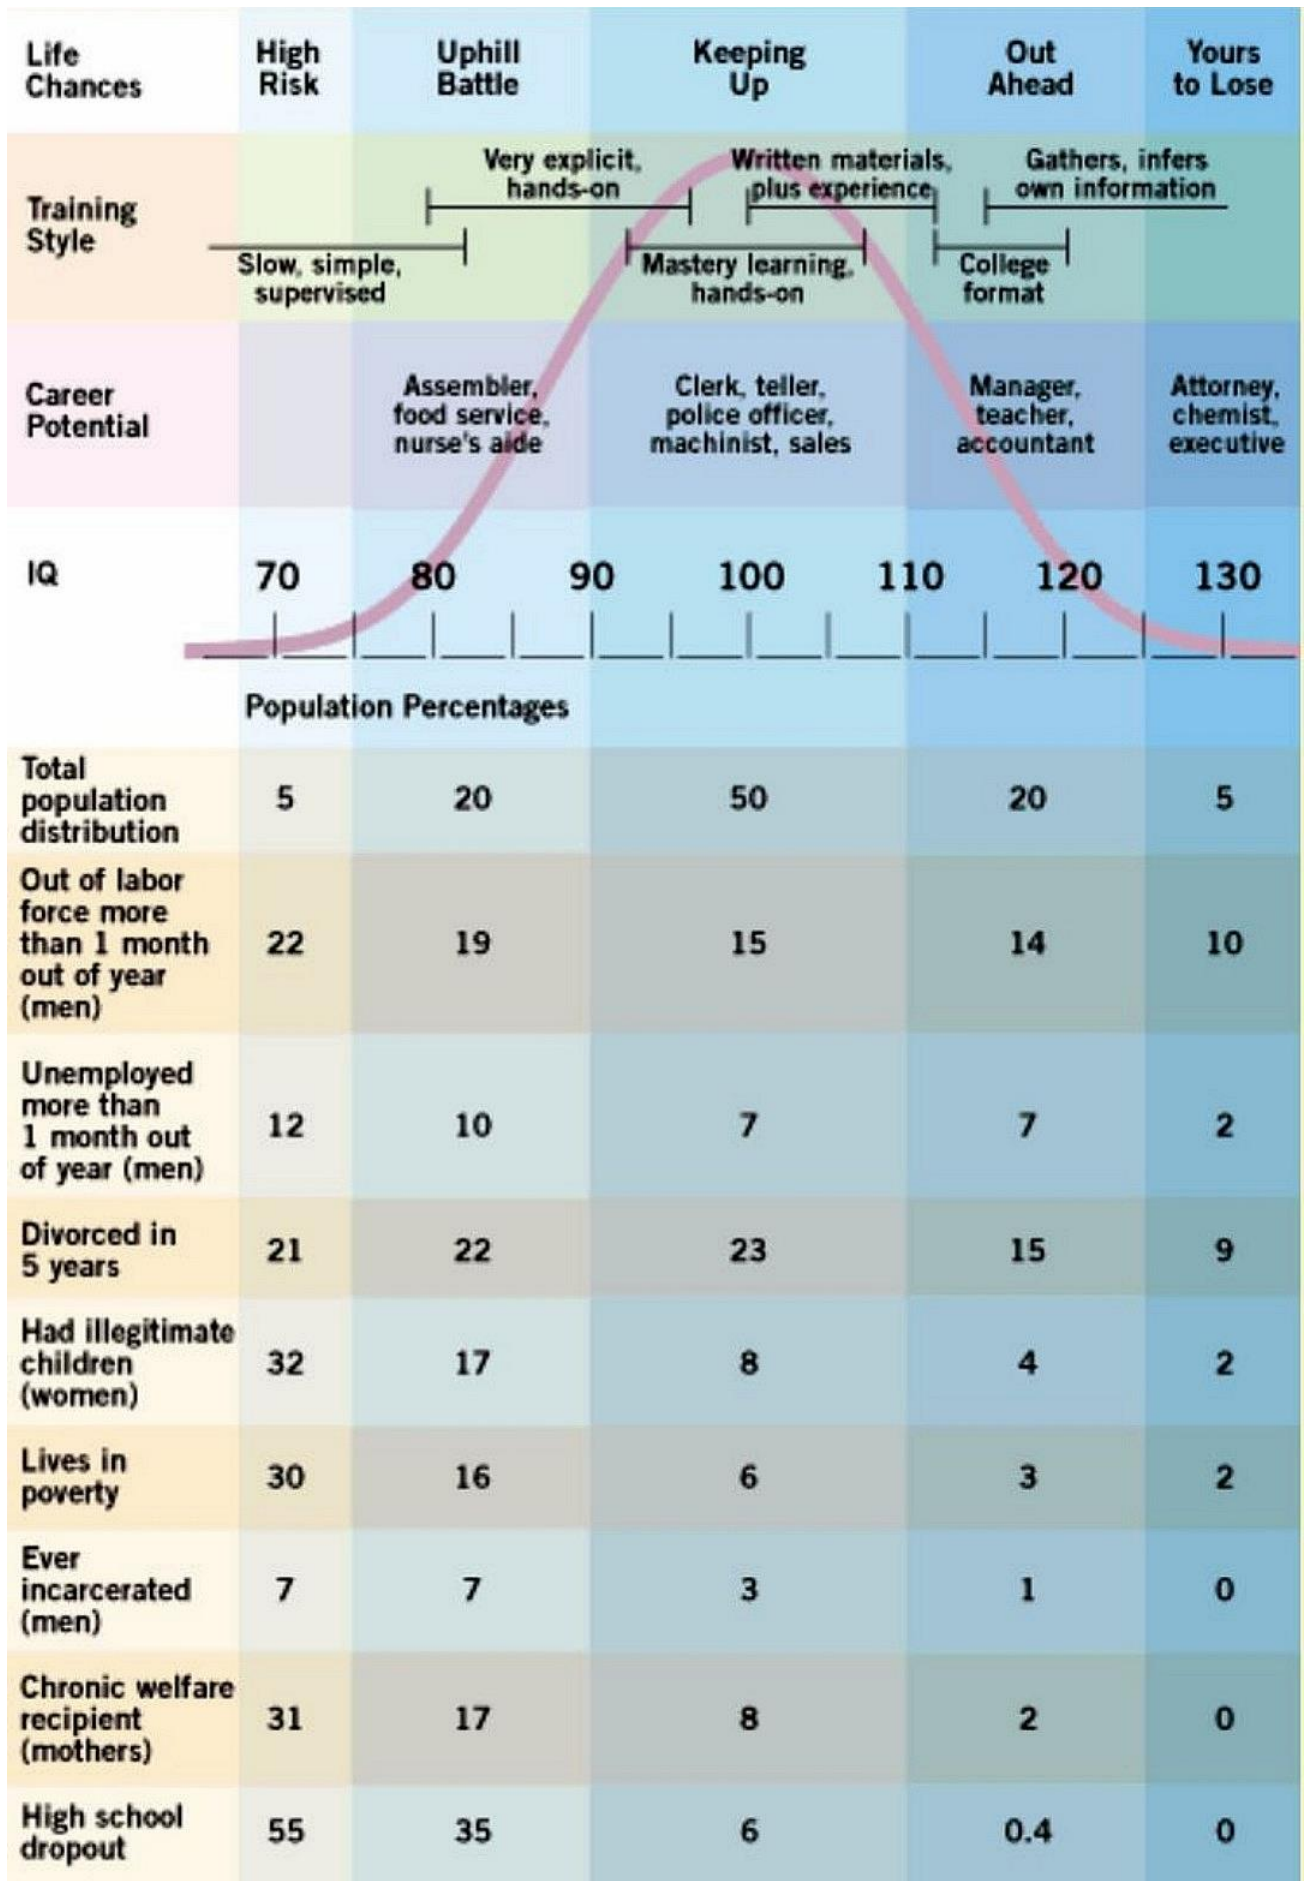 Life
Chances
High
Risk
Uphill
Battle
Keeping
Up
Out
Ahead
Yours
to Lose
Training
Style
Very explicit,
hands-on
Written materials,
plus experience
Gathers, infers
own information
Slow, simple,
supervised
Mastery learning,
hands-on
College
format
Career
Potential
Assembler,
food service,
nurse's aide
Clerk, teller,
police officer,
machinist, sales
Manager,
teacher,
accountant
Attorney,
chemist,
executive
IQ
70 80 90 100 110 120 130
Population Percentages
Total
population
distribution
5 20 50 20 5
Out of labor
force more
than 1 month
out of year
(men)
22 19 15 14 10
Unemployed
more than
1 month out
of year (men)
12 10 7 7 2
Divorced in
5 years
21 22 23 15 9
Had illegitimate
children
(women)
32 17 8 4 2
Lives in
poverty
30 16 6 3 2
Ever
incarcerated
(men)
7 7 3 1 0
Chronic welfare
recipient
(mothers)
31 17 8 2 0
High school
dropout
55 35 6 0.4 0